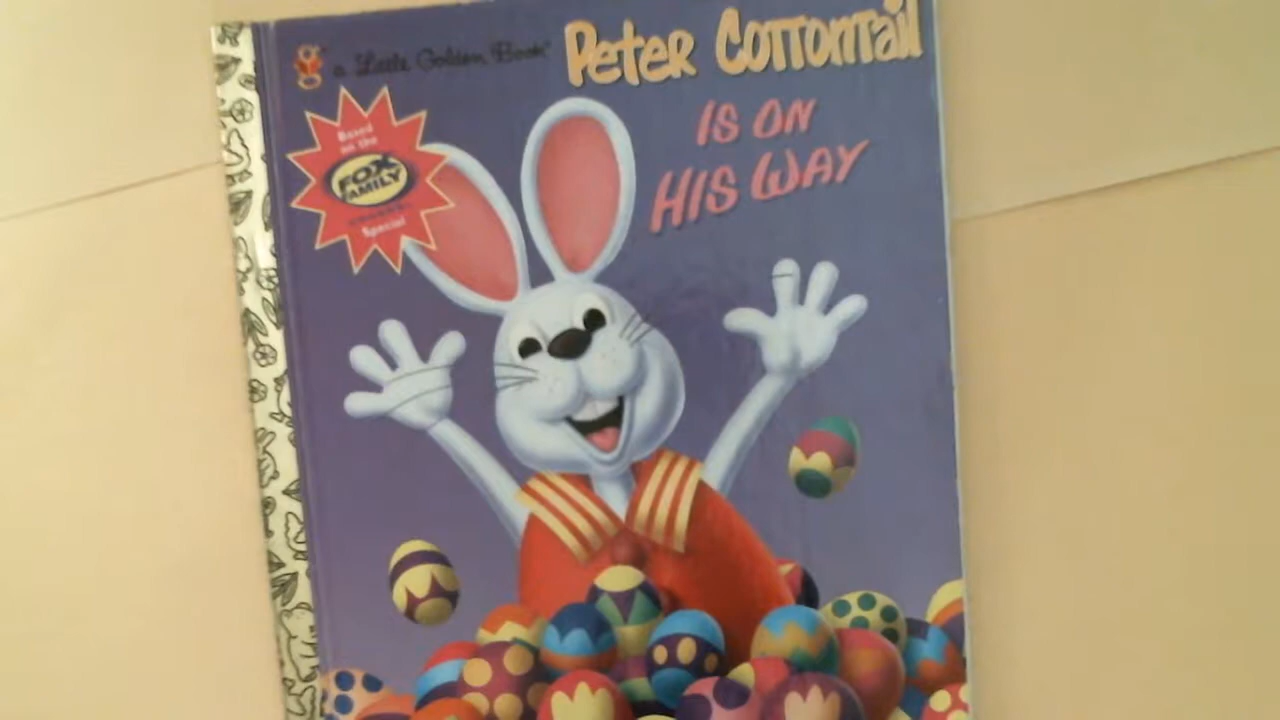 a Little Golden Book
Peter Cottontail
IS ON
HIS WAY
Based
on the
FOX
FAMILY
Special